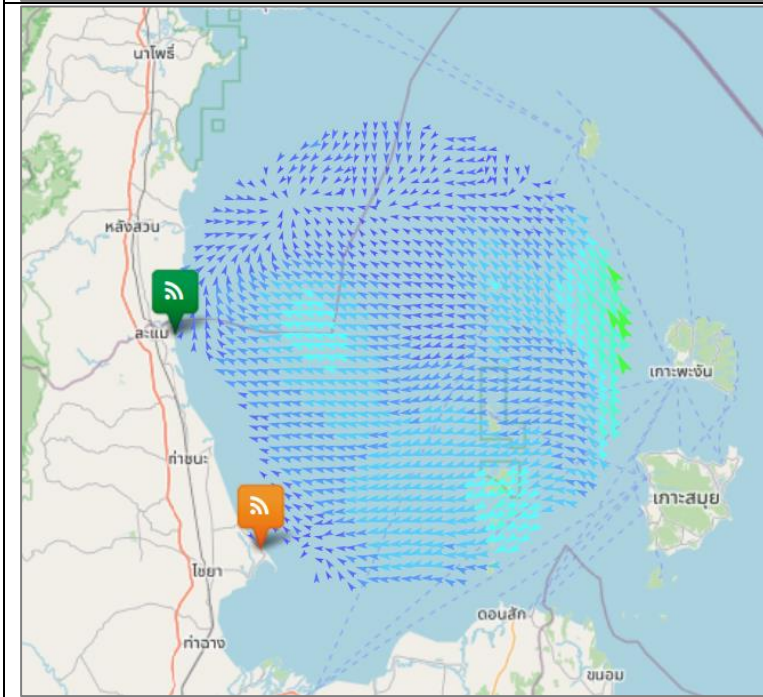 นาโพธิ์
หลังสวน
ละแม
เกาะพะงัน
ท่าชนะ
เกาะสมุย
ไชยา
ดอนสัก
ท่าฉาง
ขนอม